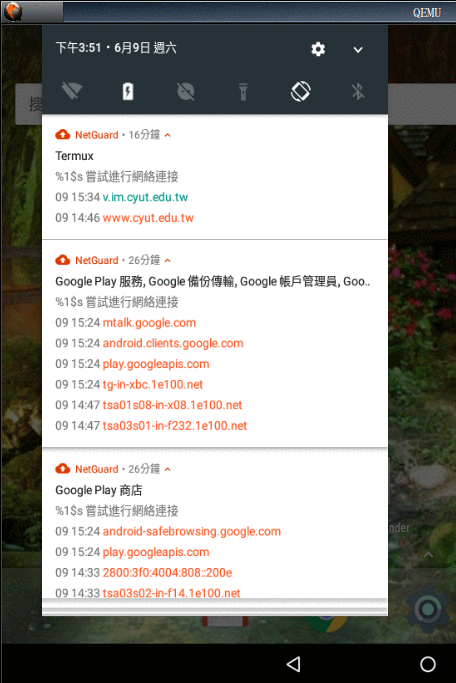 QEMU
下午3:51 • 6月9日 週六
搜
NetGuard • 16分鐘
Termux
%1$s 嘗試進行網絡連接
09 15:34 v.im.cyut.edu.tw
09 14:46 www.cyut.edu.tw
NetGuard • 26分鐘
Google Play 服務, Google 備份傳輸, Google 帳戶管理員, Goo..
%1$s 嘗試進行網絡連接
09 15:24 mtalk.google.com
09 15:24 android.clients.google.com
09 15:24 play.googleapis.com
09 15:24 tg-in-xbc.1e100.net
09 14:47 tsa01s08-in-x08.1e100.net
09 14:47 tsa03s01-in-f232.1e100.net
NetGuard • 26分鐘
Google Play 商店
%1$s 嘗試進行網絡連接
09 15:24 android-safebrowsing.google.com
nder
09 15:24 play.googleapis.com
09 14:33 2800:3f0:4004:808::200e
09 14:33 tsa03s02-in-f14.1e100.net